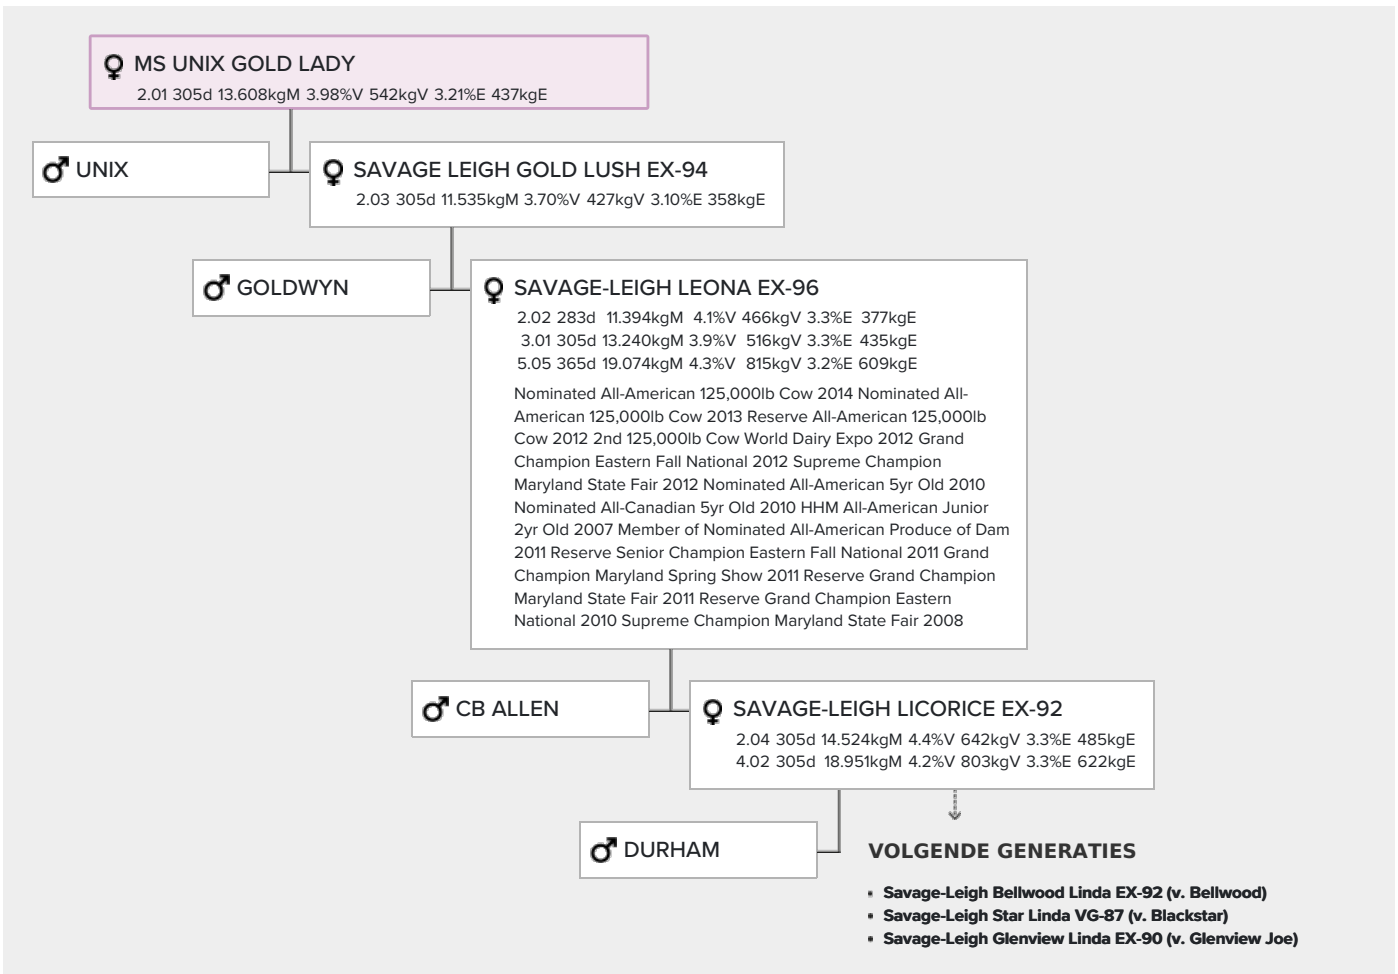 MS UNIX GOLD LADY
2.01 305d 13.608kgM 3.98%V 542kgV 3.21%E 437kgE
UNIX
SAVAGE LEIGH GOLD LUSH EX-94
2.03 305d 11.535kgM 3.70%V 427kgV 3.10%E 358kgE
GOLDWYN
SAVAGE-LEIGH LEONA EX-96
2.02 283d 11.394kgM 4.1%V 466kgV 3.3%E 377kgE
3.01 305d 13.240kgM 3.9%V 516kgV 3.3%E 435kgE
5.05 365d 19.074kgM 4.3%V 815kgV 3.2%E 609kgE
Nominated All-American 125,000lb Cow 2014 Nominated All-
American 125,000lb Cow 2013 Reserve All-American 125,000lb
Cow 2012 2nd 125,000lb Cow World Dairy Expo 2012 Grand
Champion Eastern Fall National 2012 Supreme Champion
Maryland State Fair 2012 Nominated All-American 5yr Old 2010
Nominated All-Canadian 5yr Old 2010 HHM All-American Junior
2yr Old 2007 Member of Nominated All-American Produce of Dam
2011 Reserve Senior Champion Eastern Fall National 2011 Grand
Champion Maryland Spring Show 2011 Reserve Grand Champion
Maryland State Fair 2011 Reserve Grand Champion Eastern
National 2010 Supreme Champion Maryland State Fair 2008
CB ALLEN
SAVAGE-LEIGH LICORICE EX-92
2.04 305d 14.524kgM 4.4%V 642kgV 3.3%E 485kgE
4.02 305d 18.951kgM 4.2%V 803kgV 3.3%E 622kgE
DURHAM
VOLGENDE GENERATIES
• Savage-Leigh Bellwood Linda EX-92 (v. Bellwood)
• Savage-Leigh Star Linda VG-87 (v. Blackstar)
• Savage-Leigh Glenview Linda EX-90 (v. Glenview Joe)